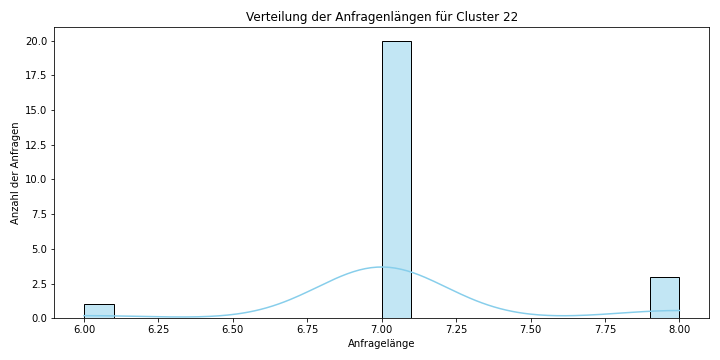 Verteilung der Anfragenlängen für Cluster 22
Anzahl der Anfragen
20.0
17.5
15.0
12.5
10.0
7.5
5.0
2.5
0.0
6.00 6.25 6.50 6.75 7.00 7.25 7.50 7.75 8.00
Anfragelänge